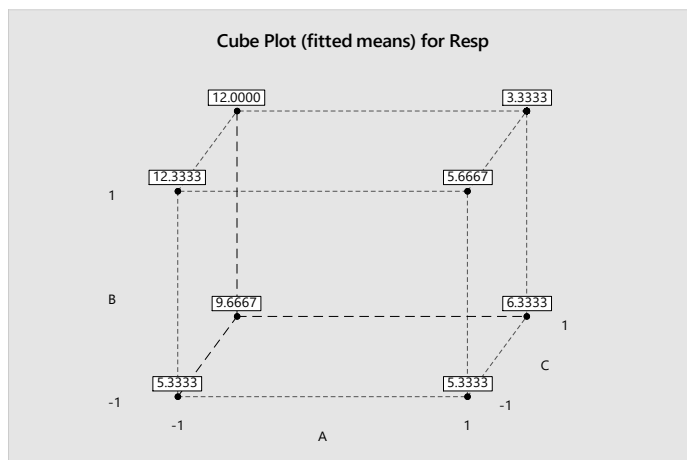 Cube Plot (fitted means) for Resp
12.0000 3.3333
12.3333 5.6667
1
B 9.6667 6.3333
1
C
5.3333 5.3333
-1 -1
-1 1
A